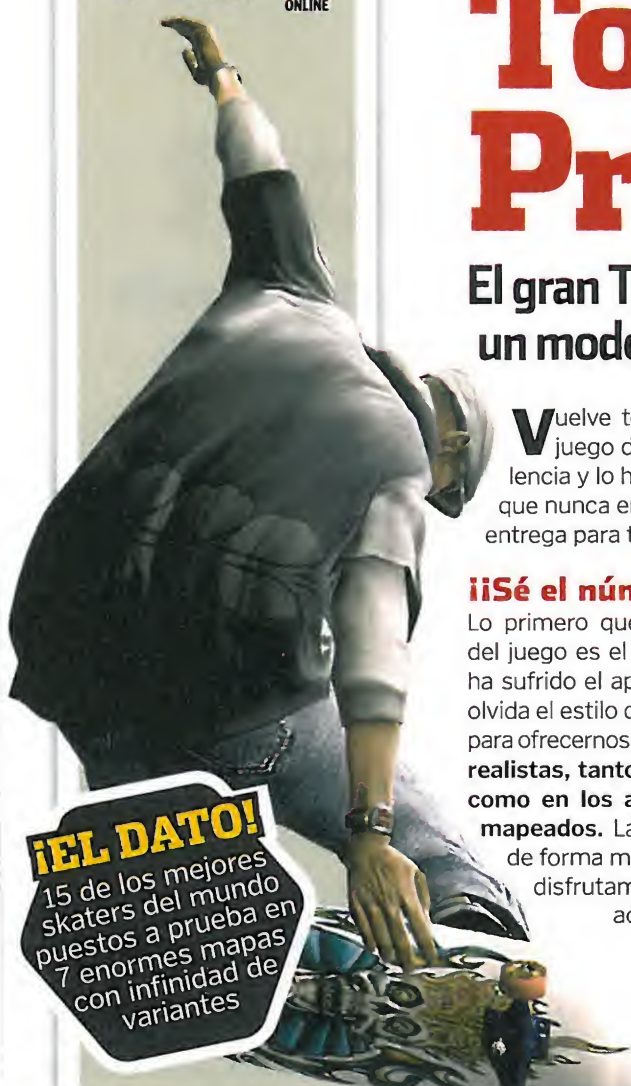 ONLINE
To
Pr
El gran T
un mode
Vuelve t
juego d
lencia y lo h
que nunca e
entrega para t
¡¡Sé el núm
Lo primero que
del juego es el
ha sufrido el ap
olvida el estilo c
para ofrecernos
realistas, tanto
como en los a
mapeados. La
de forma m
disfrutam
ac
¡EL DATO!
15 de los mejores
skaters del mundo
puestos a prueba en
7 enormes mapas
con infinidad de
variantes